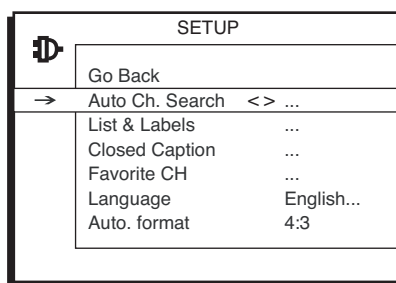 SETUP
Go Back
→ Auto Ch. Search < > ...
List & Labels ...
Closed Caption ...
Favorite CH ...
Language English...
Auto. format 4:3